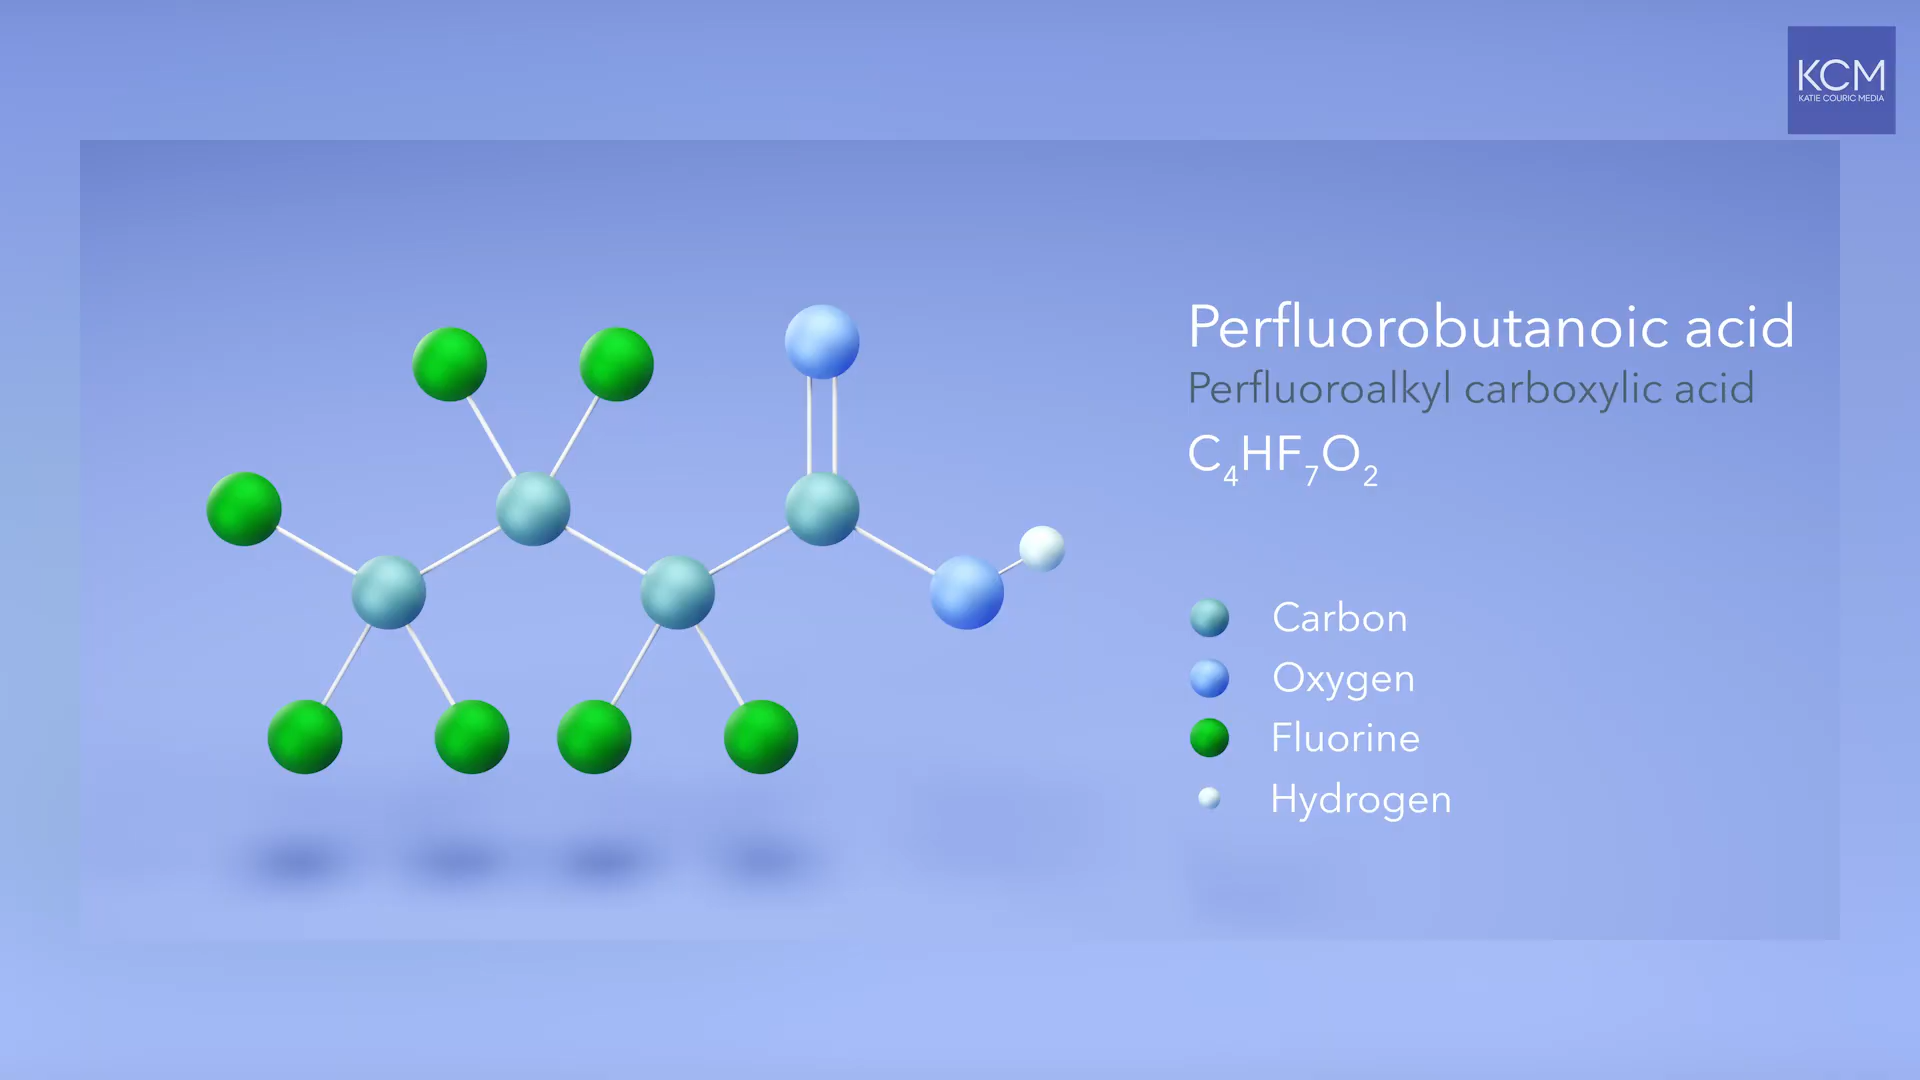 KCM
KATIE COURIC MEDIA
Perfluorobutanoic acid
Perfluoroalkyl carboxylic acid
C₄HF₇O₂
Carbon
Oxygen
Fluorine
Hydrogen